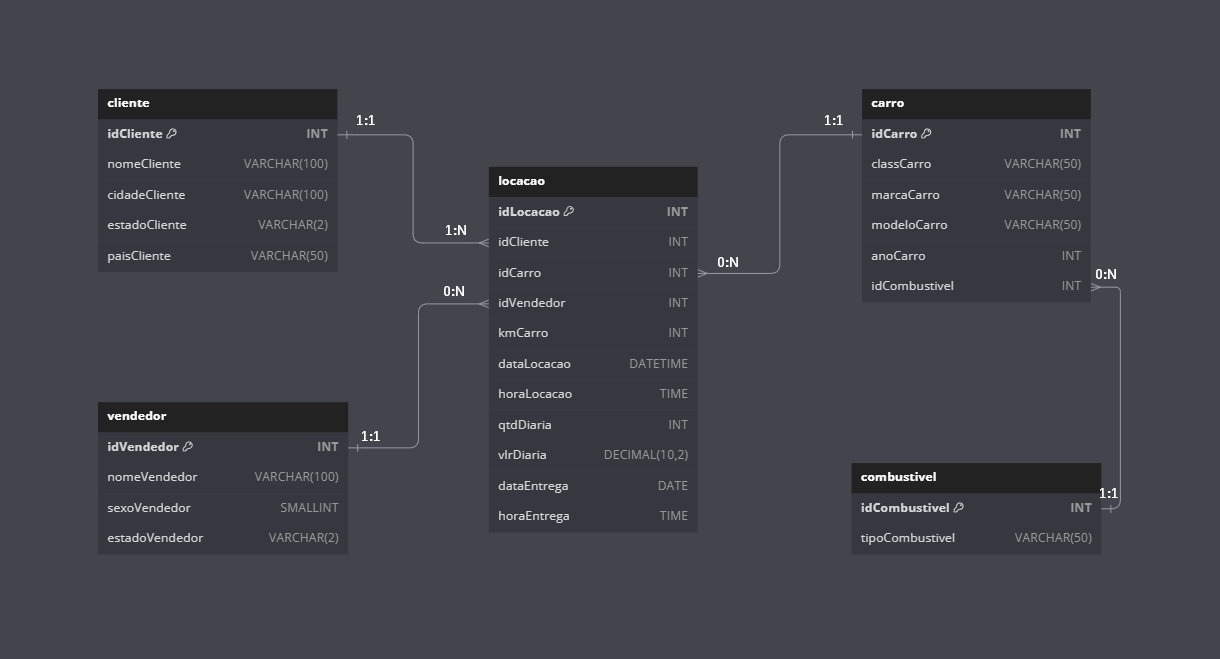 cliente
idCliente INT
nomeCliente VARCHAR(100)
cidadeCliente VARCHAR(100)
estadoCliente VARCHAR(2)
paisCliente VARCHAR(50)
1:1
1:N
locacao
idLocacao INT
idCliente INT
idCarro INT
idVendedor INT
kmCarro INT
dataLocacao DATETIME
horaLocacao TIME
qtdDiaria INT
vlrDiaria DECIMAL(10,2)
dataEntrega DATE
horaEntrega TIME
1:1
0:N
carro
idCarro INT
classCarro VARCHAR(50)
marcaCarro VARCHAR(50)
modeloCarro VARCHAR(50)
anoCarro INT
idCombustivel INT
0:N
vendedor
idVendedor INT
nomeVendedor VARCHAR(100)
sexoVendedor SMALLINT
estadoVendedor VARCHAR(2)
1:1
0:N
combustivel
idCombustivel INT
tipoCombustivel VARCHAR(50)
1:1